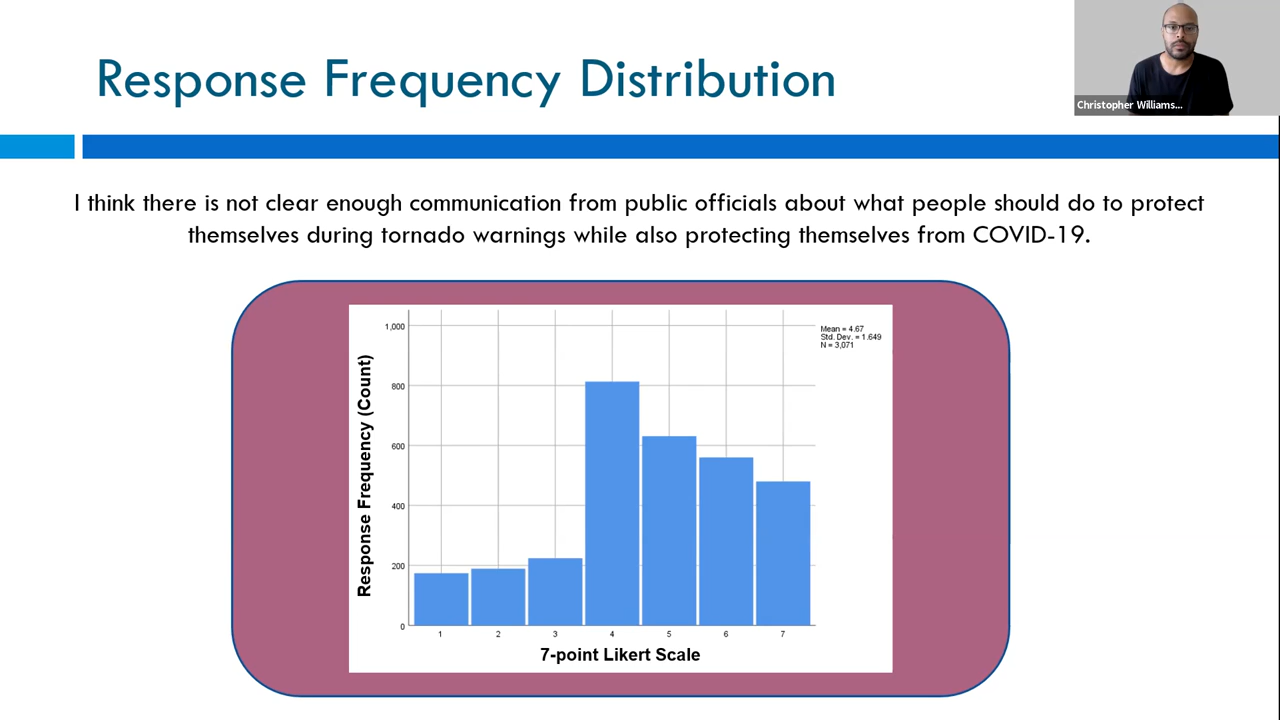 Response Frequency Distribution
Christopher Williams...
I think there is not clear enough communication from public officials about what people should do to protect
themselves during tornado warnings while also protecting themselves from COVID-19.
1,000
800
600
400
200
0
Response Frequency (Count)
Mean = 4.67
Std. Dev. = 1.649
N = 3,071
1 2 3 4 5 6 7
7-point Likert Scale